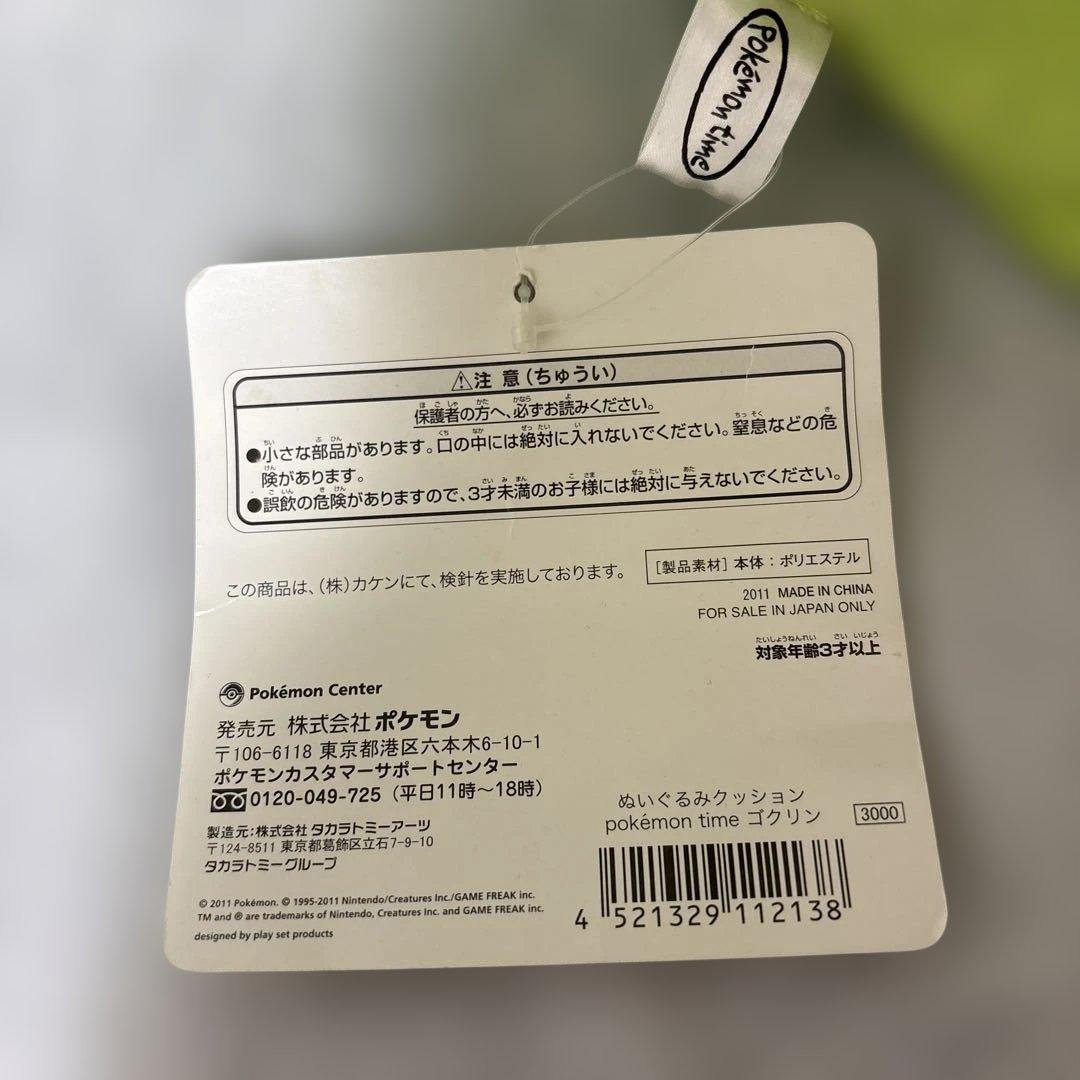 pokémon time
⚠注 意(ちゅうい)
保護者の方へ、必ずお読みください。
●小さな部品があります。口の中には絶対に入れないでください。窒息などの危
険があります。
●誤飲の危険がありますので、3才未満のお子様には絶対に与えないでください。
この商品は、(株)カケンにて、検針を実施しております。
[製品素材] 本体:ポリエステル
2011 MADE IN CHINA
FOR SALE IN JAPAN ONLY
対象年齢3才以上
Pokémon Center
発売元 株式会社ポケモン
〒106-6118 東京都港区六本木6-10-1
ポケモンカスタマーサポートセンター
0120-049-725 (平日11時〜18時)
製造元:株式会社 タカラトミーアーツ
〒124-8511 東京都葛飾区立石7-9-10
タカラトミーグループ
© 2011 Pokémon. © 1995-2011 Nintendo/Creatures Inc./GAME FREAK inc.
TM and ® are trademarks of Nintendo, Creatures Inc. and GAME FREAK inc.
designed by play set products
ぬいぐるみクッション
pokémon time ゴクリン
3000
4 521329 112138